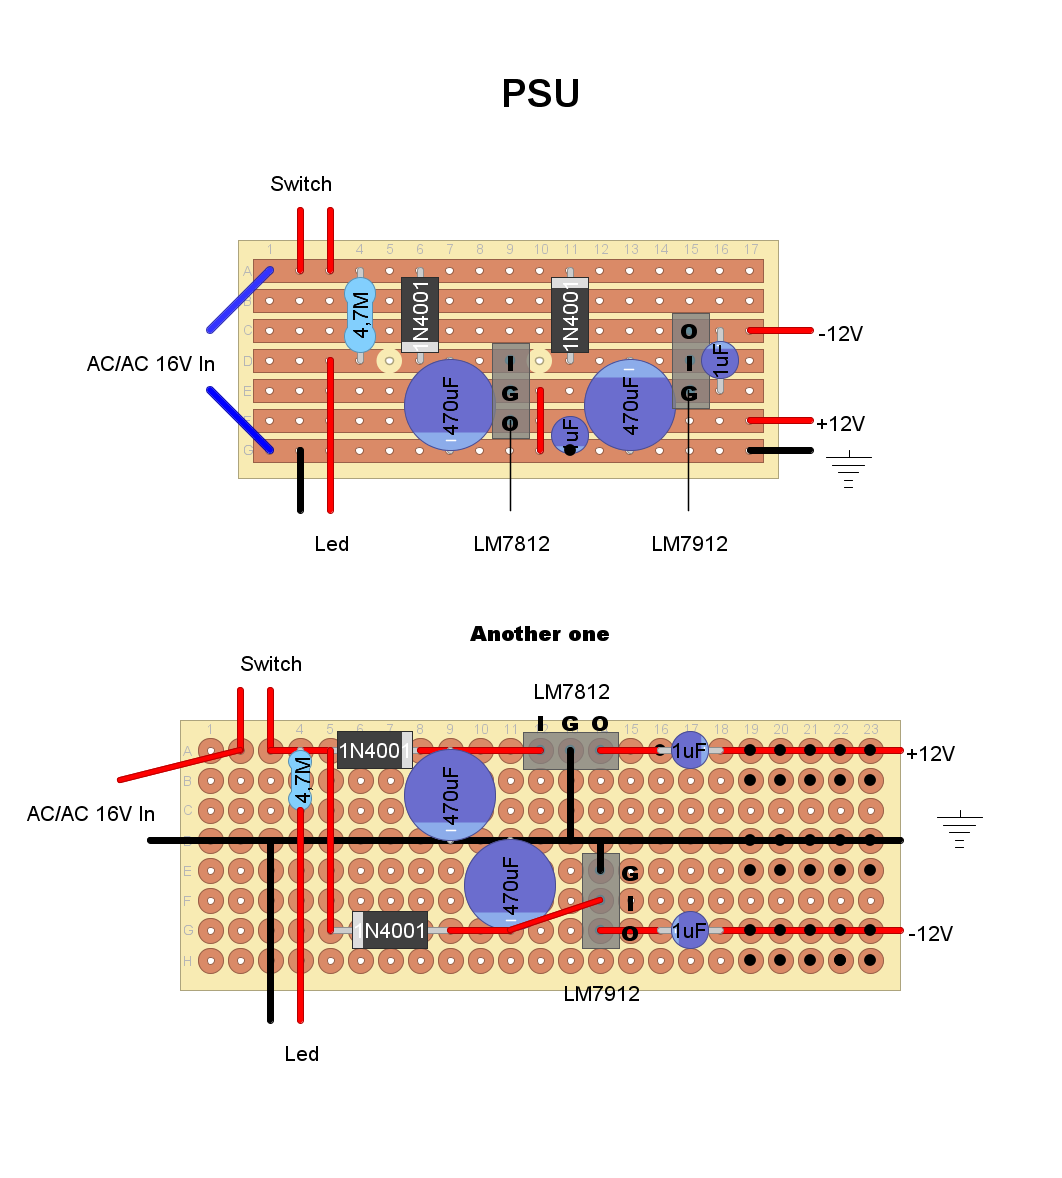 PSU
Switch
1 4 5 6 7 8 9 10 11 12 13 14 15 16 17
A
B
C
D
E
F
G
4,7M
1N4001
1N4001
470uF
470uF
I
G
O
O
I
G
1uF
1uF
AC/AC 16V In
-12V
+12V
Led
LM7812
LM7912
Another one
Switch
LM7812
I G O
1 4 5 6 7 8 9 10 11 15 16 17 18 19 20 21 22 23
A
B
C
E
F
G
H
1N4001
4,7M
470uF
1uF
+12V
AC/AC 16V In
470uF
G
I
O
1N4001
1uF
-12V
LM7912
Led